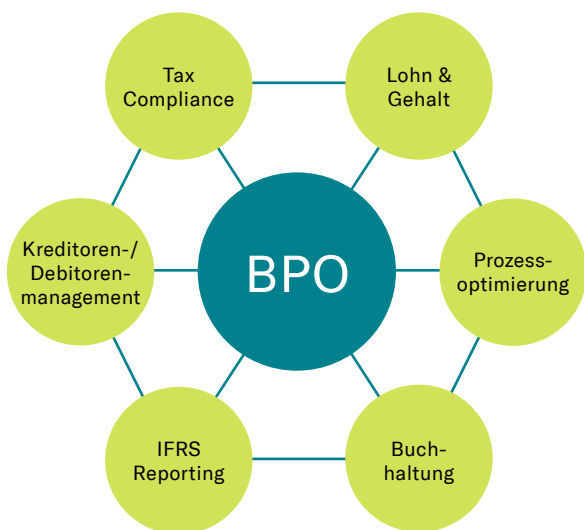 Tax
Compliance
Lohn &
Gehalt
Kreditoren-/
Debitoren-
management
BPO
Prozess-
optimierung
IFRS
Reporting
Buch-
haltung